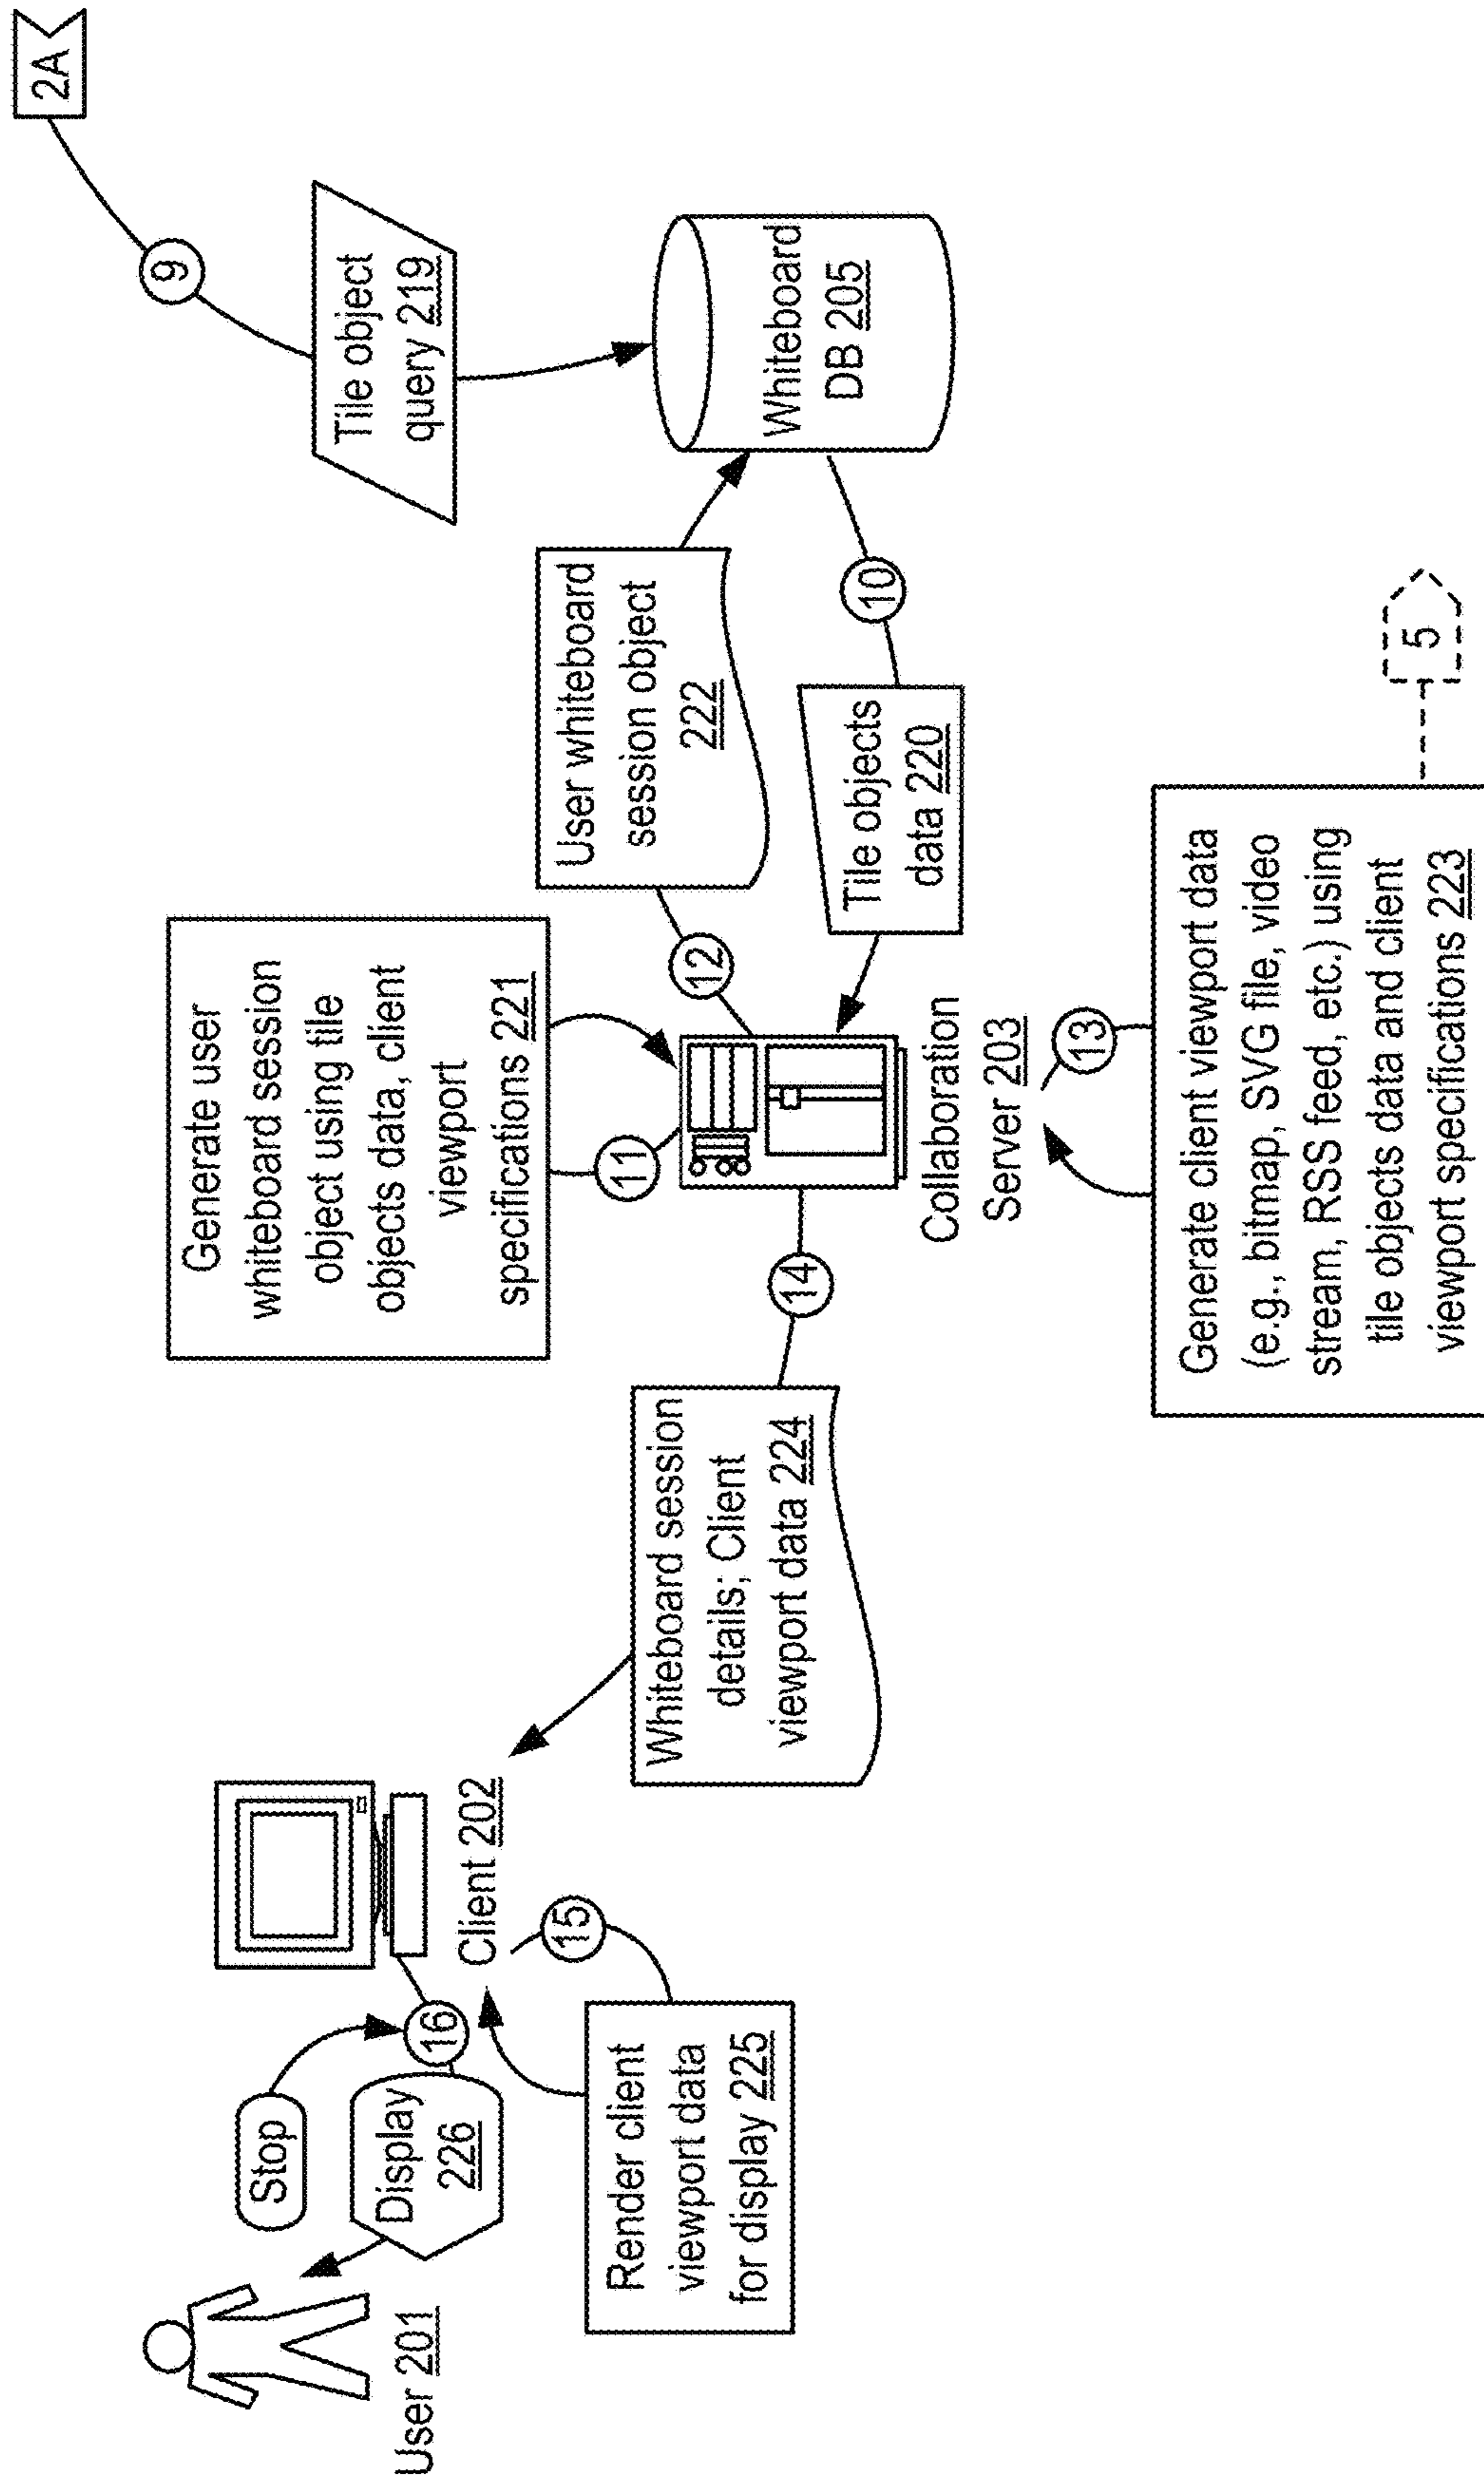 User 201
Stop
Display
226
16
Render client
viewport data
for display 225
Client 202
15
Whiteboard session
details; Client
viewport data 224
14
Generate user
whiteboard session
object using tile
objects data, client
viewport
specifications 221
11
Collaboration
Server 203
13
Generate client viewport data
(e.g., bitmap, SVG file, video
stream, RSS feed, etc.) using
tile objects data and client
viewport specifications 223
5
12
User whiteboard
session object
222
Tile objects
data 220
10
Whiteboard
DB 205
Tile object
query 219
9
2A